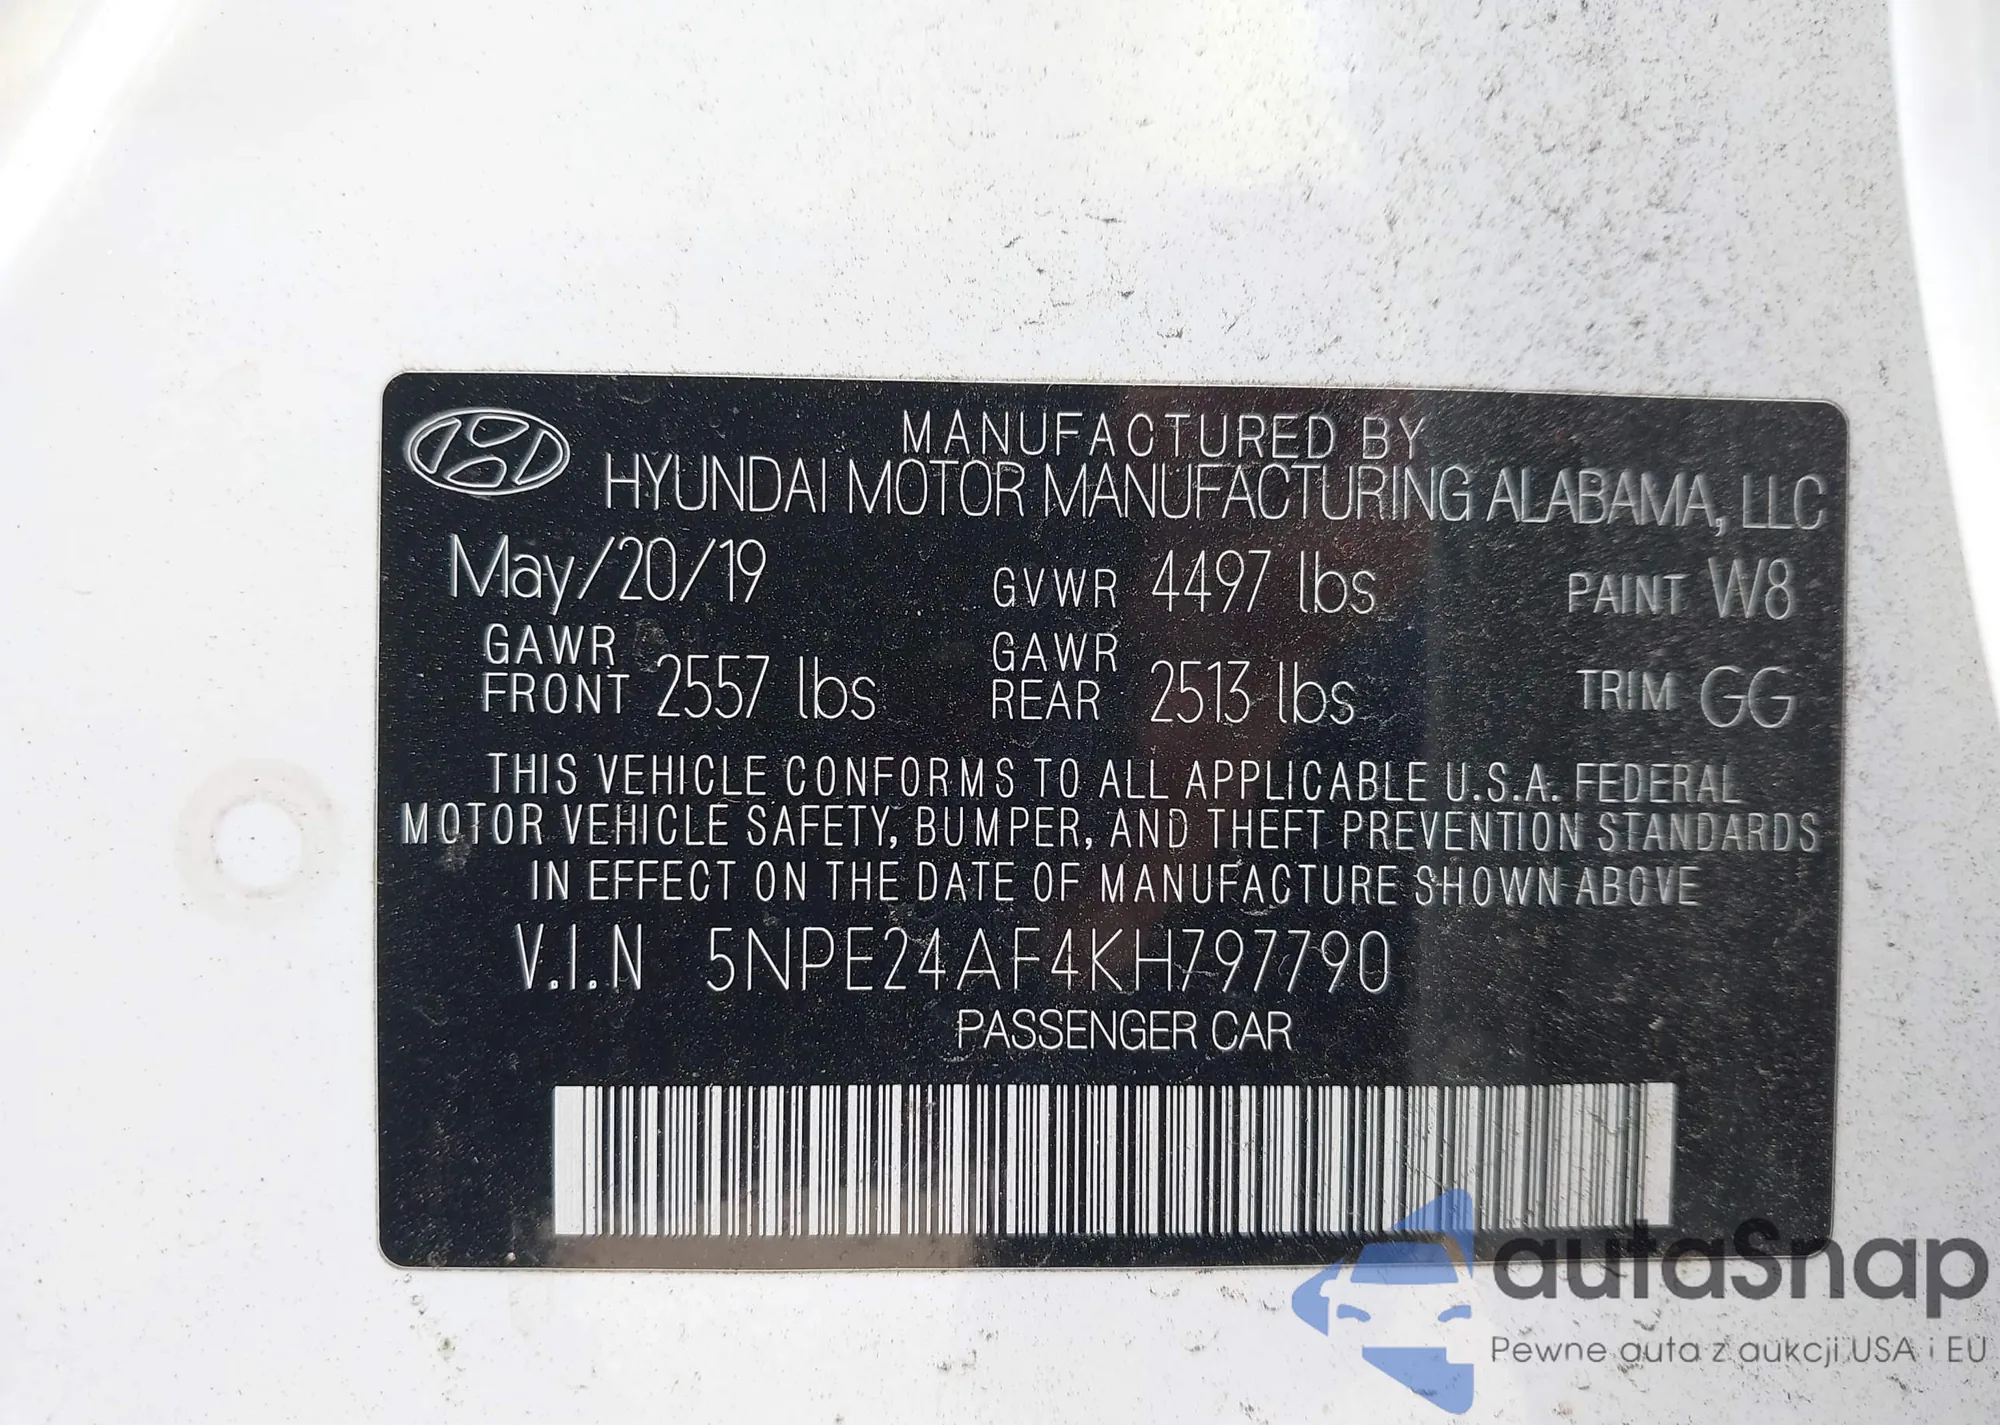 MANUFACTURED BY
HYUNDAI MOTOR MANUFACTURING ALABAMA, LLC
May/20/19 GVWR 4497 lbs PAINT W8
GAWR FRONT 2557 lbs GAWR REAR 2513 lbs TRIM GG
THIS VEHICLE CONFORMS TO ALL APPLICABLE U.S.A. FEDERAL
MOTOR VEHICLE SAFETY, BUMPER, AND THEFT PREVENTION STANDARDS
IN EFFECT ON THE DATE OF MANUFACTURE SHOWN ABOVE
V.I.N 5NPE24AF4KH797790
PASSENGER CAR
autaSnap
Pewne auta z aukcji USA i EU